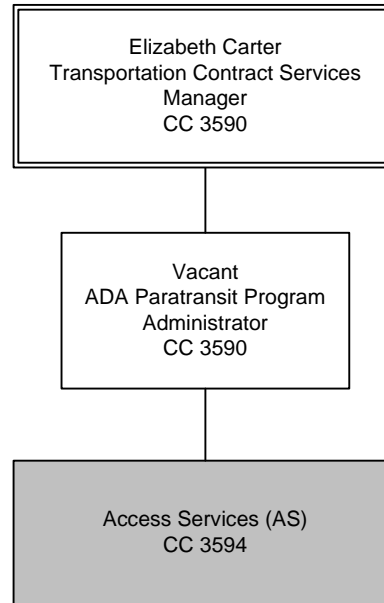 Elizabeth Carter
Transportation Contract Services
Manager
CC 3590
Vacant
ADA Paratransit Program
Administrator
CC 3590
Access Services (AS)
CC 3594